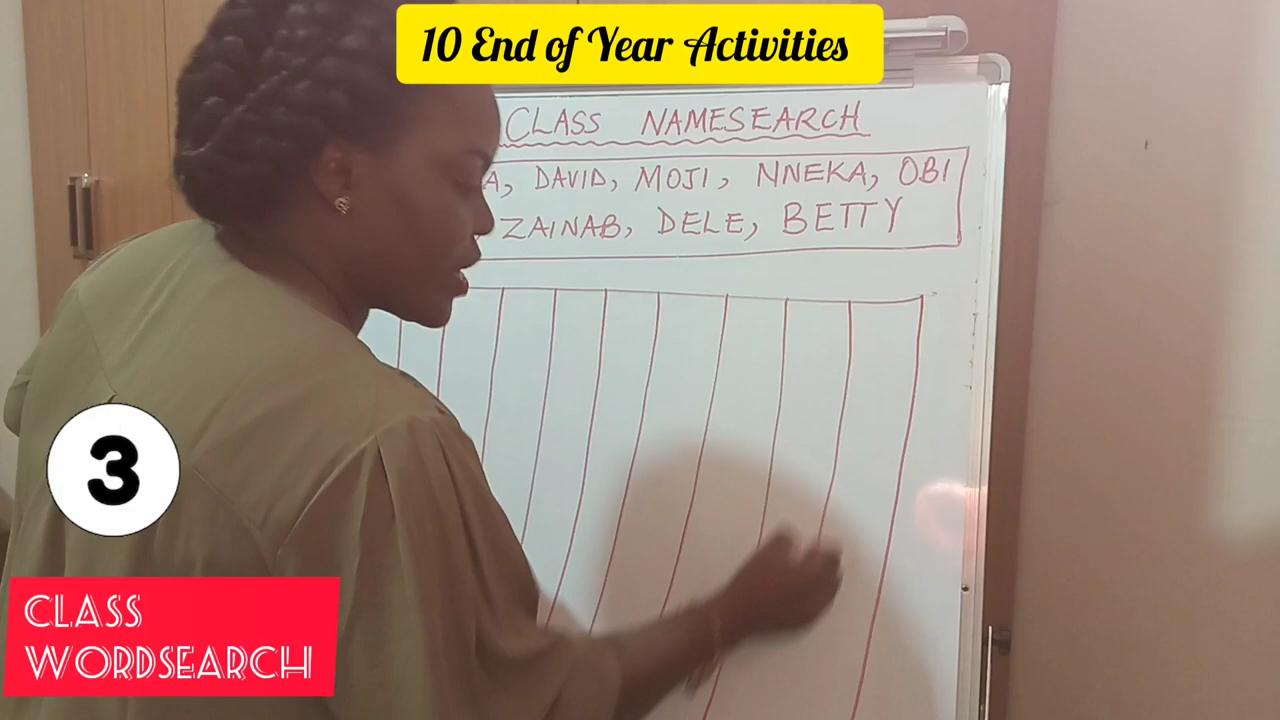 10 End of Year Activities
CLASS NAMESEARCH
DAVID, MOJI, NNEKA, OBI
ZAINAB, DELE, BETTY
3
CLASS
WORDSEARCH